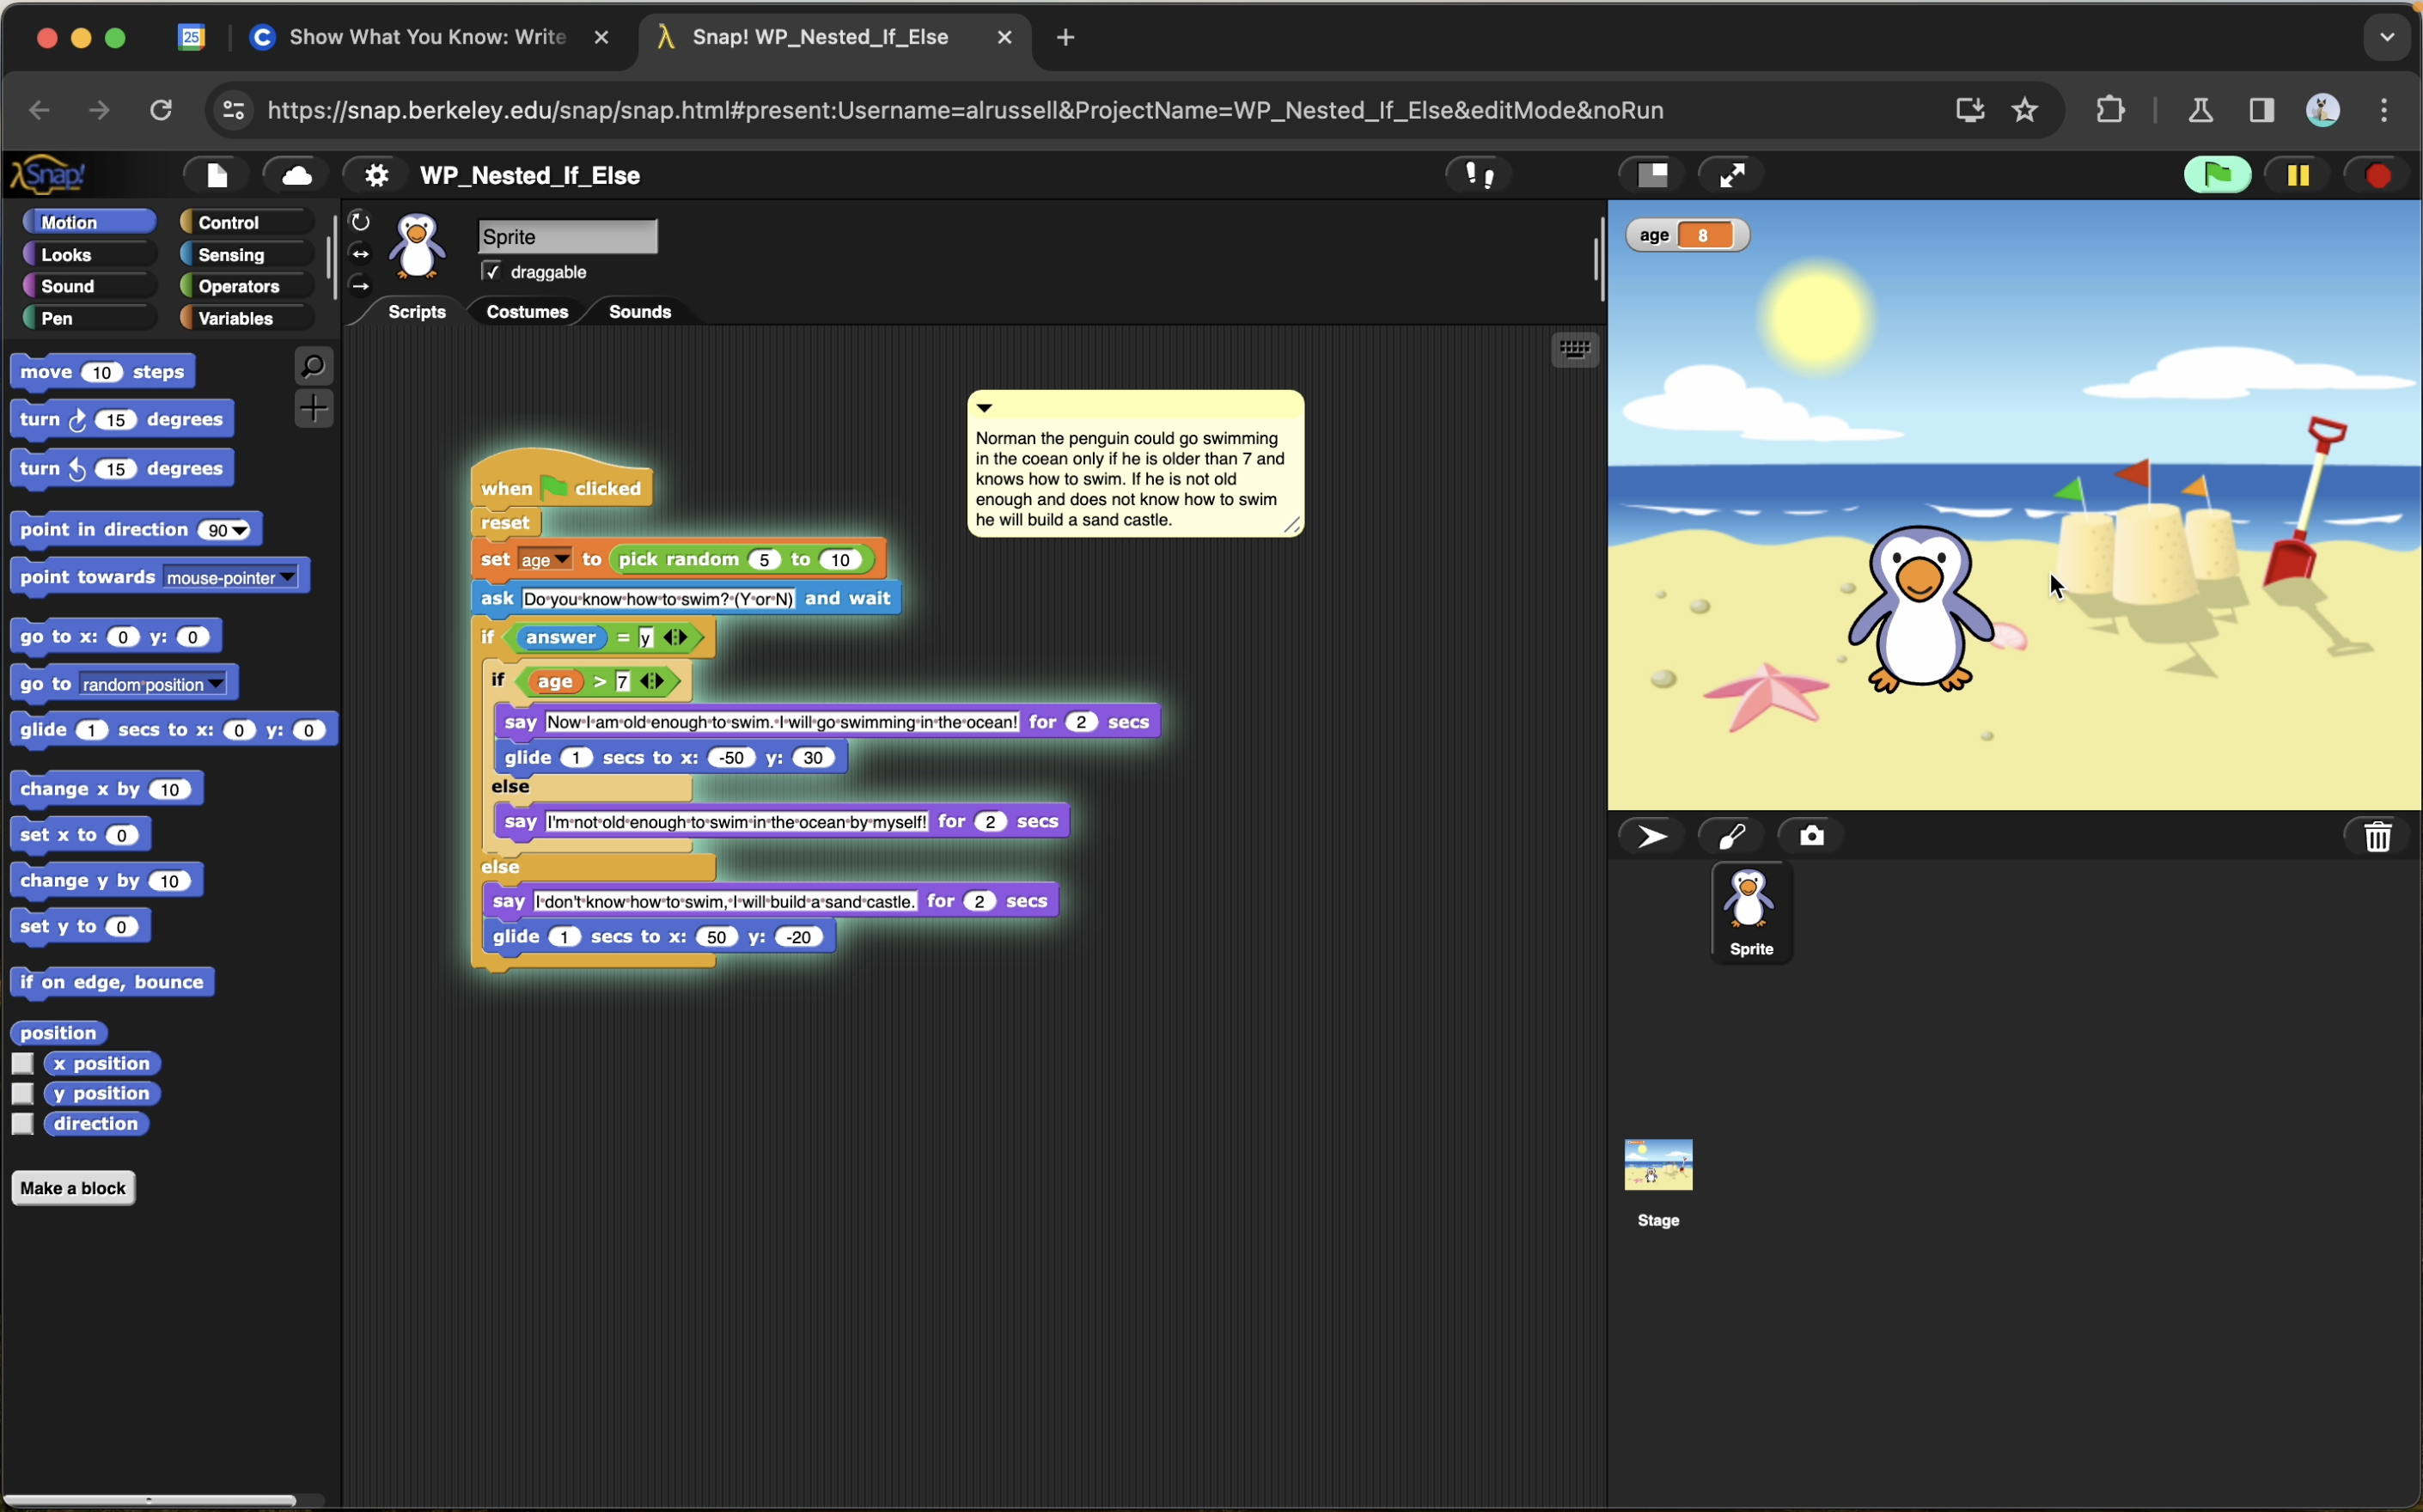 25
Show What You Know: Write
Snap! WP_Nested_If_Else
https://snap.berkeley.edu/snap/snap.html#present:Username=alrussell&ProjectName=WP_Nested_If_Else&editMode&noRun
Snap!
WP_Nested_If_Else
Motion
Control
Looks
Sensing
Sound
Operators
Pen
Variables
Sprite
draggable
Scripts
Costumes
Sounds
move 10 steps
turn 15 degrees
turn 15 degrees
point in direction 90
point towards mouse-pointer
go to x: 0 y: 0
go to random position
glide 1 secs to x: 0 y: 0
change x by 10
set x to 0
change y by 10
set y to 0
if on edge, bounce
position
x position
y position
direction
Make a block
when clicked
reset
set age to pick random 5 to 10
ask Do you know how to swim? (Y or N) and wait
if answer = y
if age > 7
say Now I am old enough to swim. I will go swimming in the ocean! for 2 secs
glide 1 secs to x: -50 y: 30
else
say I'm not old enough to swim in the ocean by myself! for 2 secs
else
say I don't know how to swim, I will build a sand castle. for 2 secs
glide 1 secs to x: 50 y: -20
Norman the penguin could go swimming
in the coean only if he is older than 7 and
knows how to swim. If he is not old
enough and does not know how to swim
he will build a sand castle.
age 8
Sprite
Stage